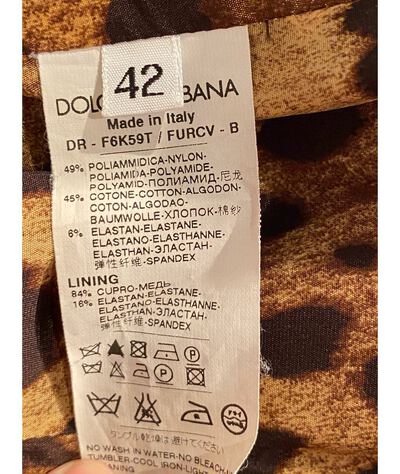 42
DOLC BANA
Made in Italy
DR - F6K59T / FURCV - B
49% POLIAMMIDICA-NYLON-
POLIAMIDA-POLYAMIDE-
POLYAMID-ПОЛИАМИД-尼龙
45% COTONE-COTTON-ALGODON-
COTON-ALGODAO-
BAUMWOLLE-ХЛОПОК-棉纱
6% ELASTAN-ELASTANE-
ELASTANO-ELASTHANNE-
ELASTHAN-ЭЛАСТАН-
弹性纤维-SPANDEX
LINING
84% CUPRO-МЕДЬ
16% ELASTAN-ELASTANE-
ELASTANO-ELASTHANNE-
ELASTHAN-ЭЛАСТАН-
弹性纤维-SPANDEX
タンブル乾燥は避けてください
NO WASH IN WATER-NO BLEACH-
TUMBLER-COOL IRON-LIGHT